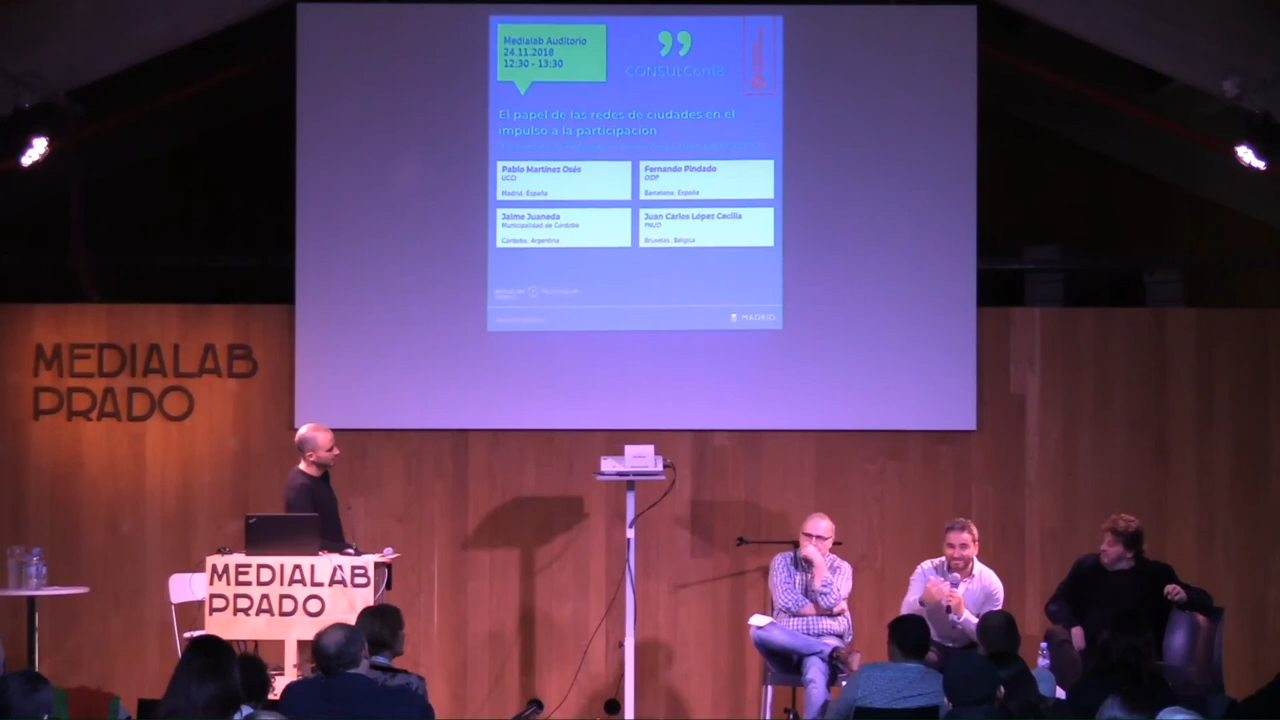 Medialab Auditorio
24.11.2018
12:30 - 13:30
CONSULCon18
El papel de las redes de ciudades en el
impulso a la participacion
Pablo Martínez Osés
UCCI
Madrid, España
Fernando Pindado
OIDP
Barcelona, España
Jaime Juaneda
Municipalidad de Córdoba
Córdoba, Argentina
Juan Carlos López Cecilia
PNUD
Bruselas, Bélgica
MADRID
MEDIALAB
PRADO
MEDIALAB
PRADO